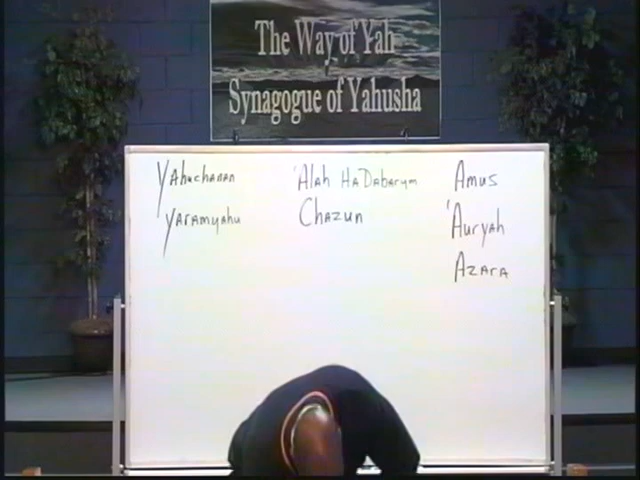 The Way of Yah
Synagogue of Yahusha
Yahuchanan 'Alah HaDabarym Amus
Yaramyahu Chazun 'Auryah
Azara